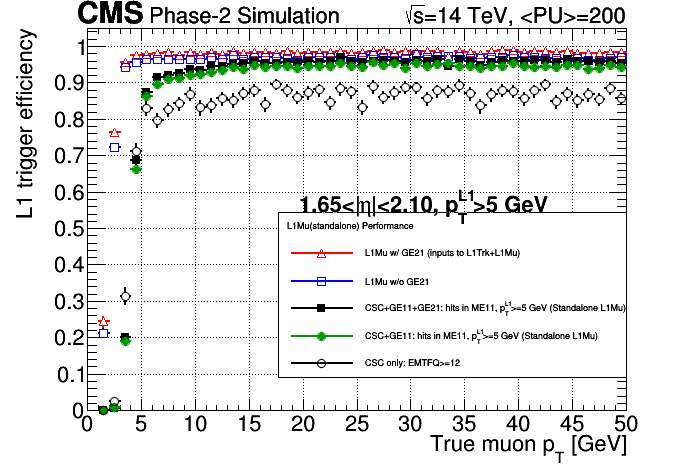 CMS Phase-2 Simulation √s=14 TeV, <PU>=200
L1 trigger efficiency
1
0.9
0.8
0.7
0.6
0.5
0.4
0.3
0.2
0.1
0
1.65<|η|<2.10, p_T^L1>5 GeV
L1Mu(standalone) Performance
L1Mu w/ GE21 (inputs to L1Trk+L1Mu)
L1Mu w/o GE21
CSC+GE11+GE21: hits in ME11, p_T^L1>=5 GeV (Standalone L1Mu)
CSC+GE11: hits in ME11, p_T^L1>=5 GeV (Standalone L1Mu)
CSC only: EMTFQ>=12
0 5 10 15 20 25 30 35 40 45 50
True muon p_T [GeV]